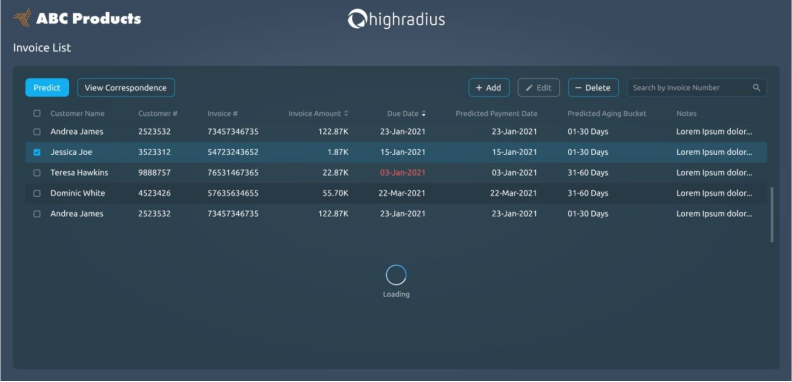 ABC Products
highradius
Invoice List
Predict View Correspondence + Add Edit − Delete Search by Invoice Number
Customer Name Customer # Invoice # Invoice Amount Due Date Predicted Payment Date Predicted Aging Bucket Notes
Andrea James 2523532 73457346735 122.87K 23-Jan-2021 23-Jan-2021 01-30 Days Lorem Ipsum dolor...
Jessica Joe 3523312 54723243652 1.87K 15-Jan-2021 15-Jan-2021 01-30 Days Lorem Ipsum dolor...
Teresa Hawkins 9888757 76531467365 22.87K 03-Jan-2021 03-Jan-2021 31-60 Days Lorem Ipsum dolor...
Dominic White 4523426 57635634655 55.70K 22-Mar-2021 22-Mar-2021 31-60 Days Lorem Ipsum dolor...
Andrea James 2523532 73457346735 122.87K 23-Jan-2021 23-Jan-2021 01-30 Days Lorem Ipsum dolor...
Loading